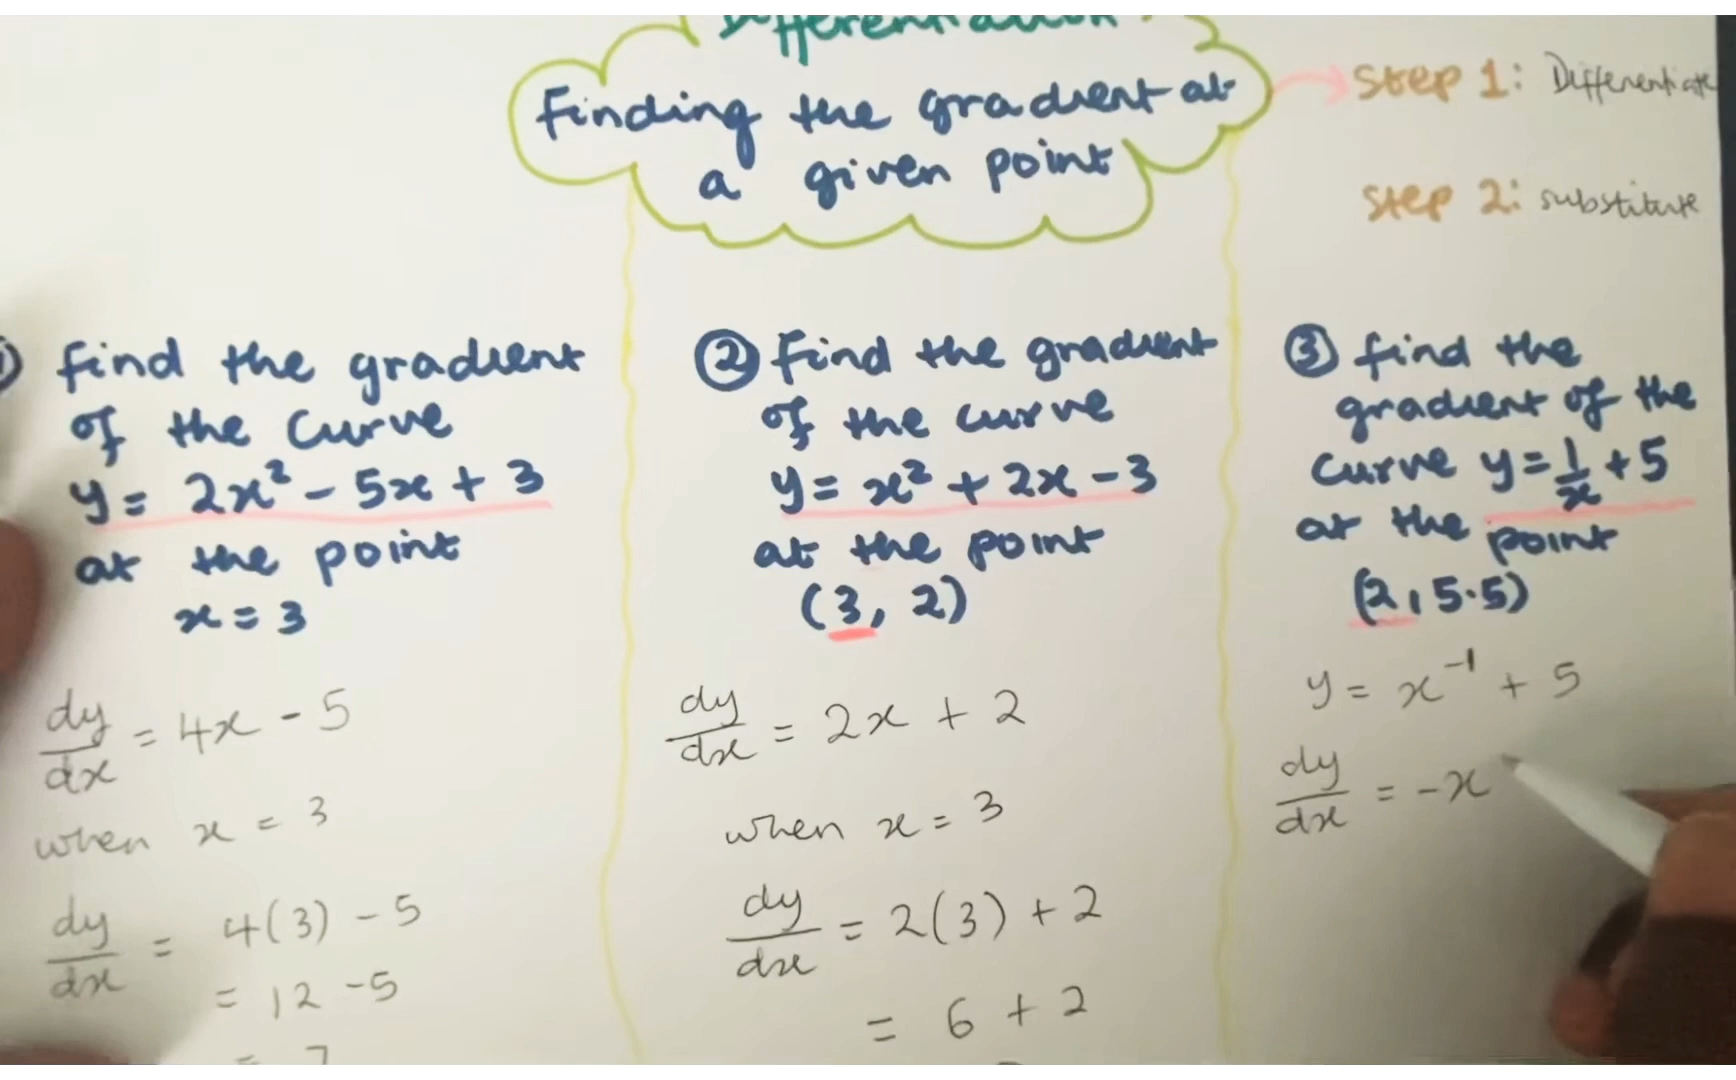 Differentiation
Finding the gradient at
a given point
Step 1: Differentiate
Step 2: substitute
1) find the gradient
of the curve
y = 2x² - 5x + 3
at the point
x = 3
dy/dx = 4x - 5
when x = 3
dy/dx = 4(3) - 5
= 12 - 5
= 7
② Find the gradient
of the curve
y = x² + 2x - 3
at the point
(3, 2)
dy/dx = 2x + 2
when x = 3
dy/dx = 2(3) + 2
= 6 + 2
③ find the
gradient of the
curve y = 1/x + 5
at the point
(2, 5.5)
y = x⁻¹ + 5
dy/dx = -x